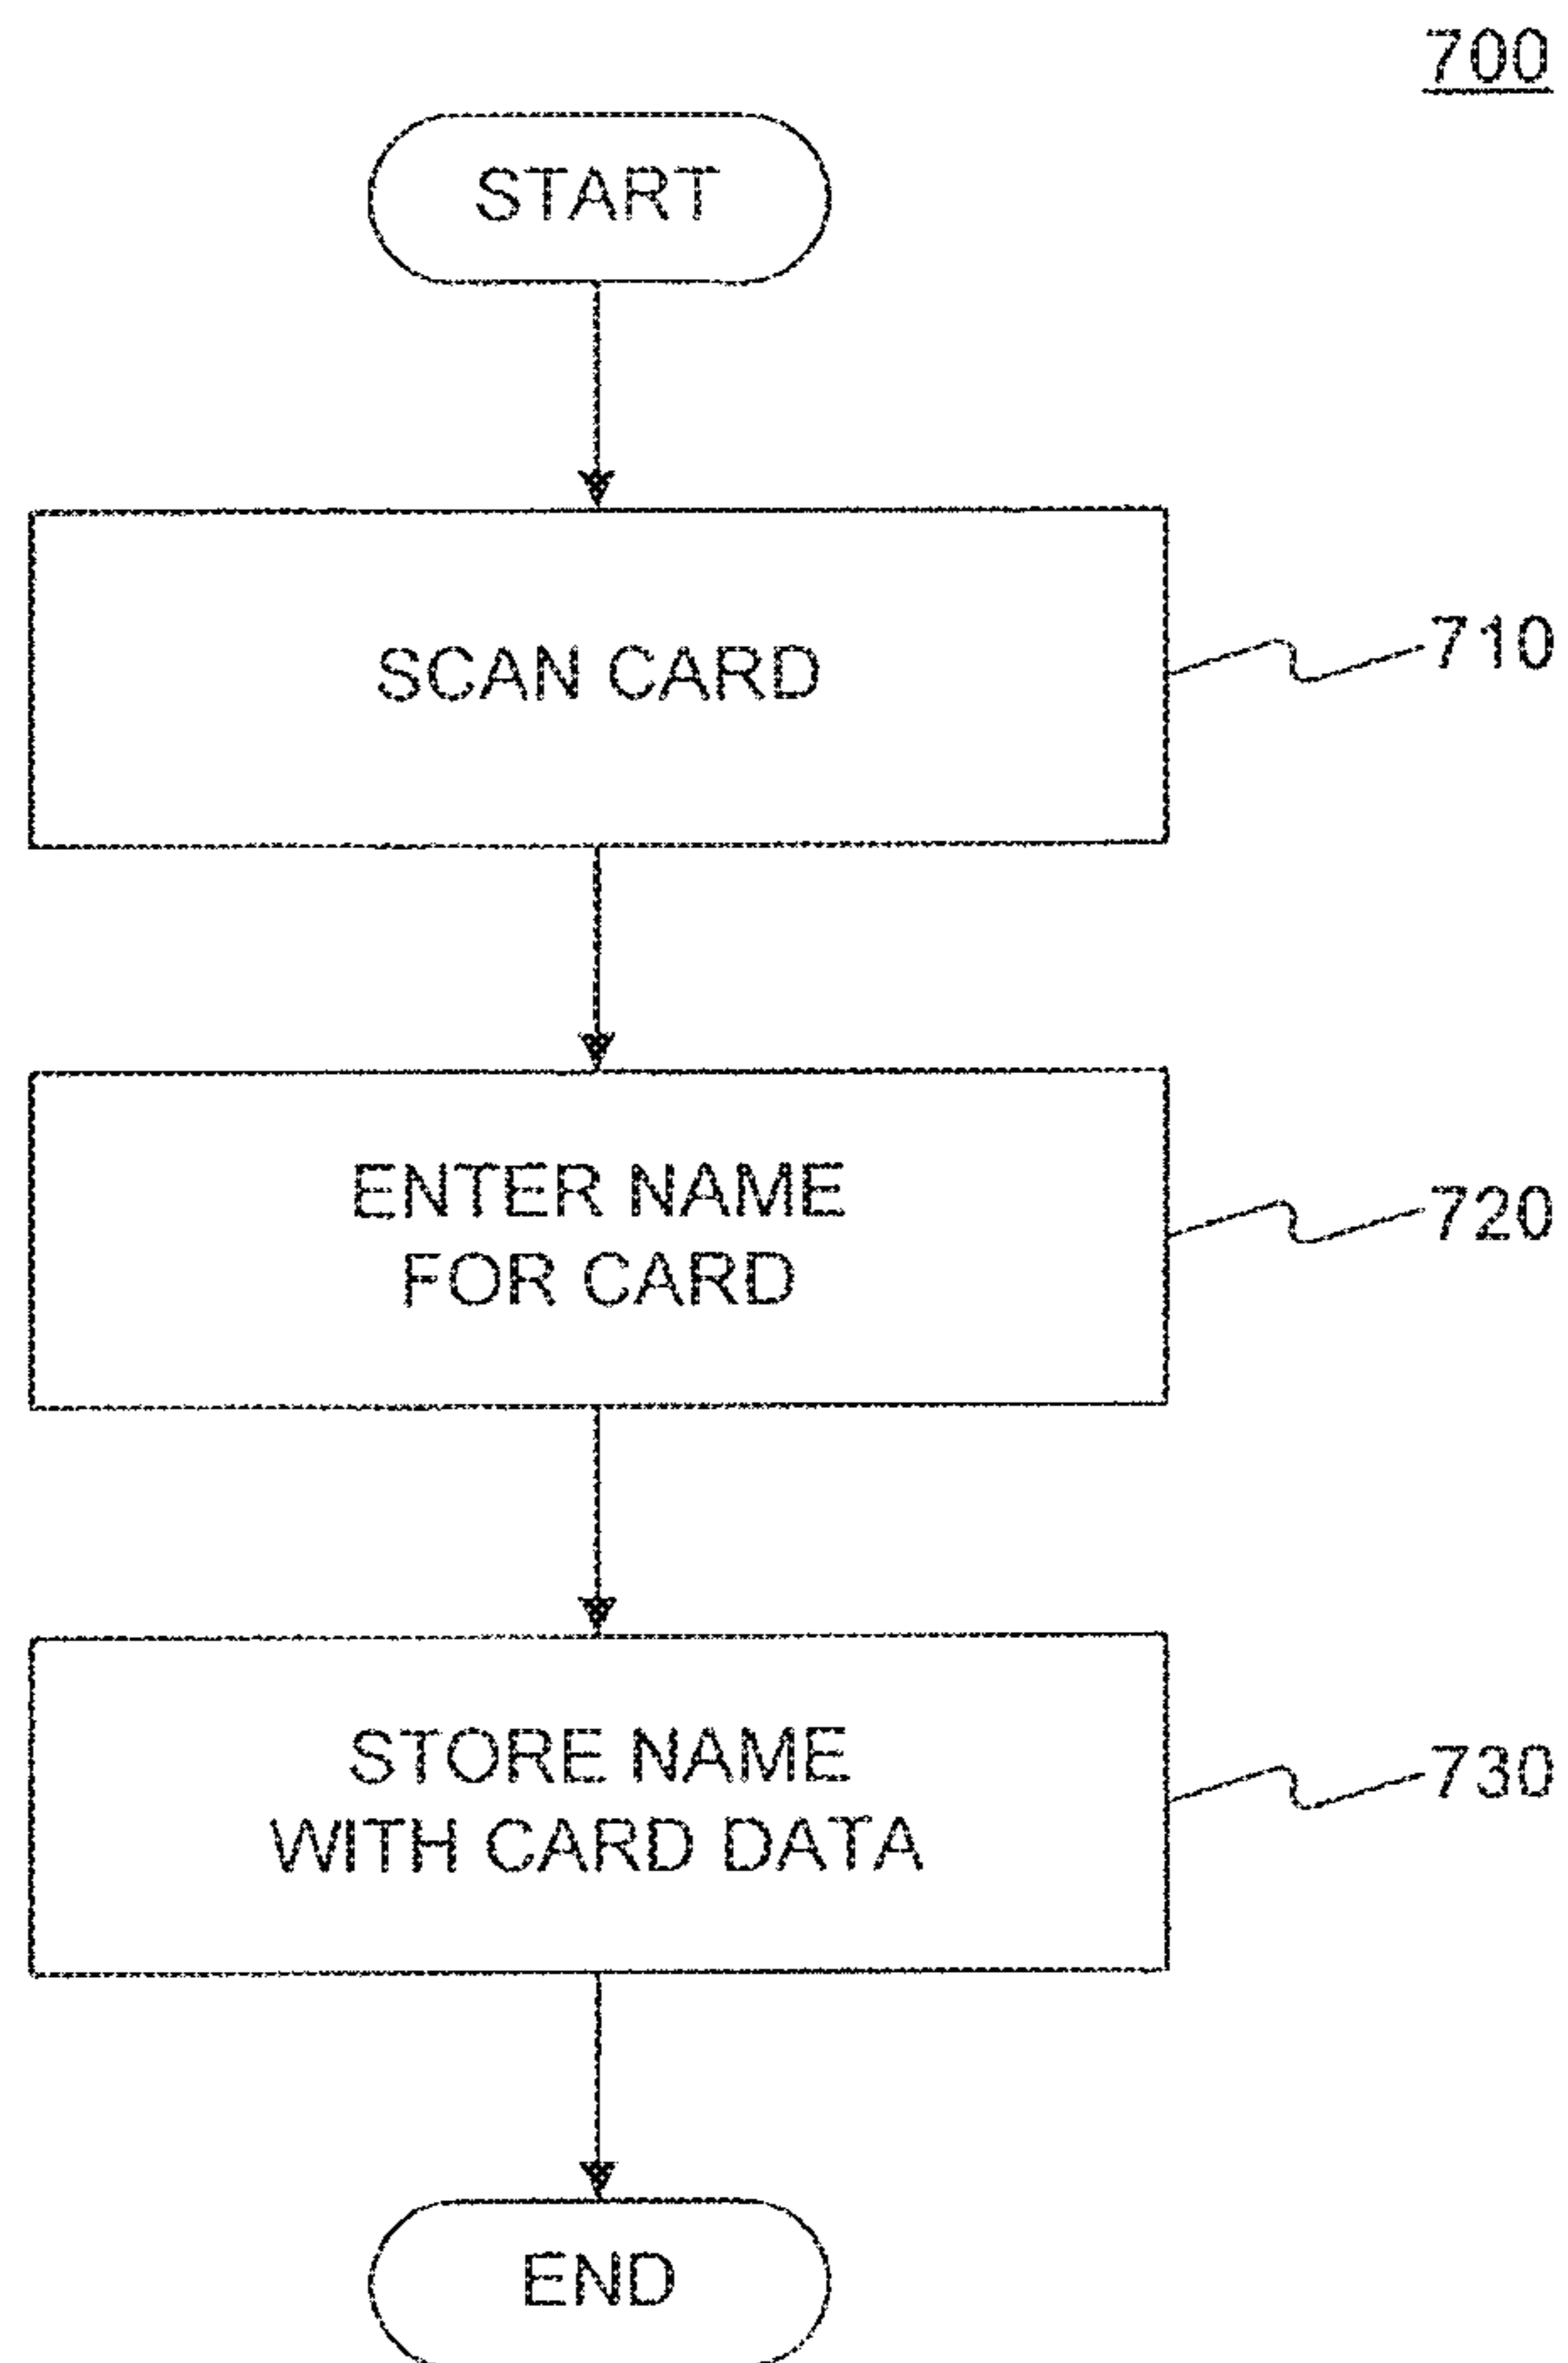 700
START
SCAN CARD
710
ENTER NAME
FOR CARD
720
STORE NAME
WITH CARD DATA
730
END